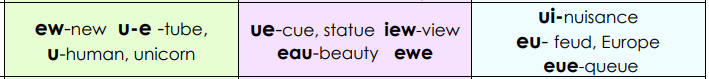 ew-new u-e -tube,
u-human, unicorn
ue-cue, statue iew-view
eau-beauty ewe
ui-nuisance
eu- feud, Europe
eue-queue